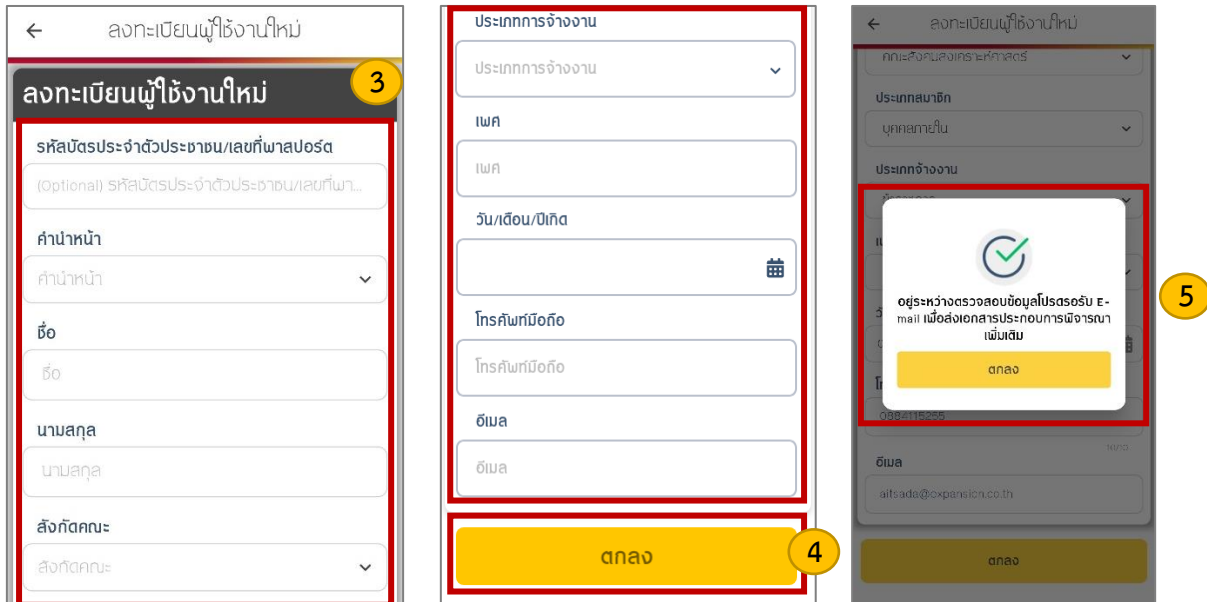 ลงทะเบียนผู้ใช้งานใหม่
ลงทะเบียนผู้ใช้งานใหม่
3
รหัสบัตรประจำตัวประชาชน/เลขที่พาสปอร์ต
(Optional) รหัสบัตรประจำตัวประชาชน/เลขที่พา...
คำนำหน้า
คำนำหน้า
ชื่อ
ชื่อ
นามสกุล
นามสกุล
สังกัดคณะ
สังกัดคณะ
ประเภทการจ้างงาน
ประเภทการจ้างงาน
เพศ
เพศ
วัน/เดือน/ปีเกิด
โทรศัพท์มือถือ
โทรศัพท์มือถือ
อีเมล
อีเมล
ตกลง
4
ลงทะเบียนผู้ใช้งานใหม่
คณะสังคมสงเคราะห์ศาสตร์
ประเภทสมาชิก
บุคคลภายใน
ประเภทจ้างงาน
อยู่ระหว่างตรวจสอบข้อมูลโปรดรอรับ E-
mail เพื่อส่งเอกสารประกอบการพิจารณา
เพิ่มเติม
ตกลง
5
0884115255
อีเมล
aitsada@expansion.co.th
ตกลง